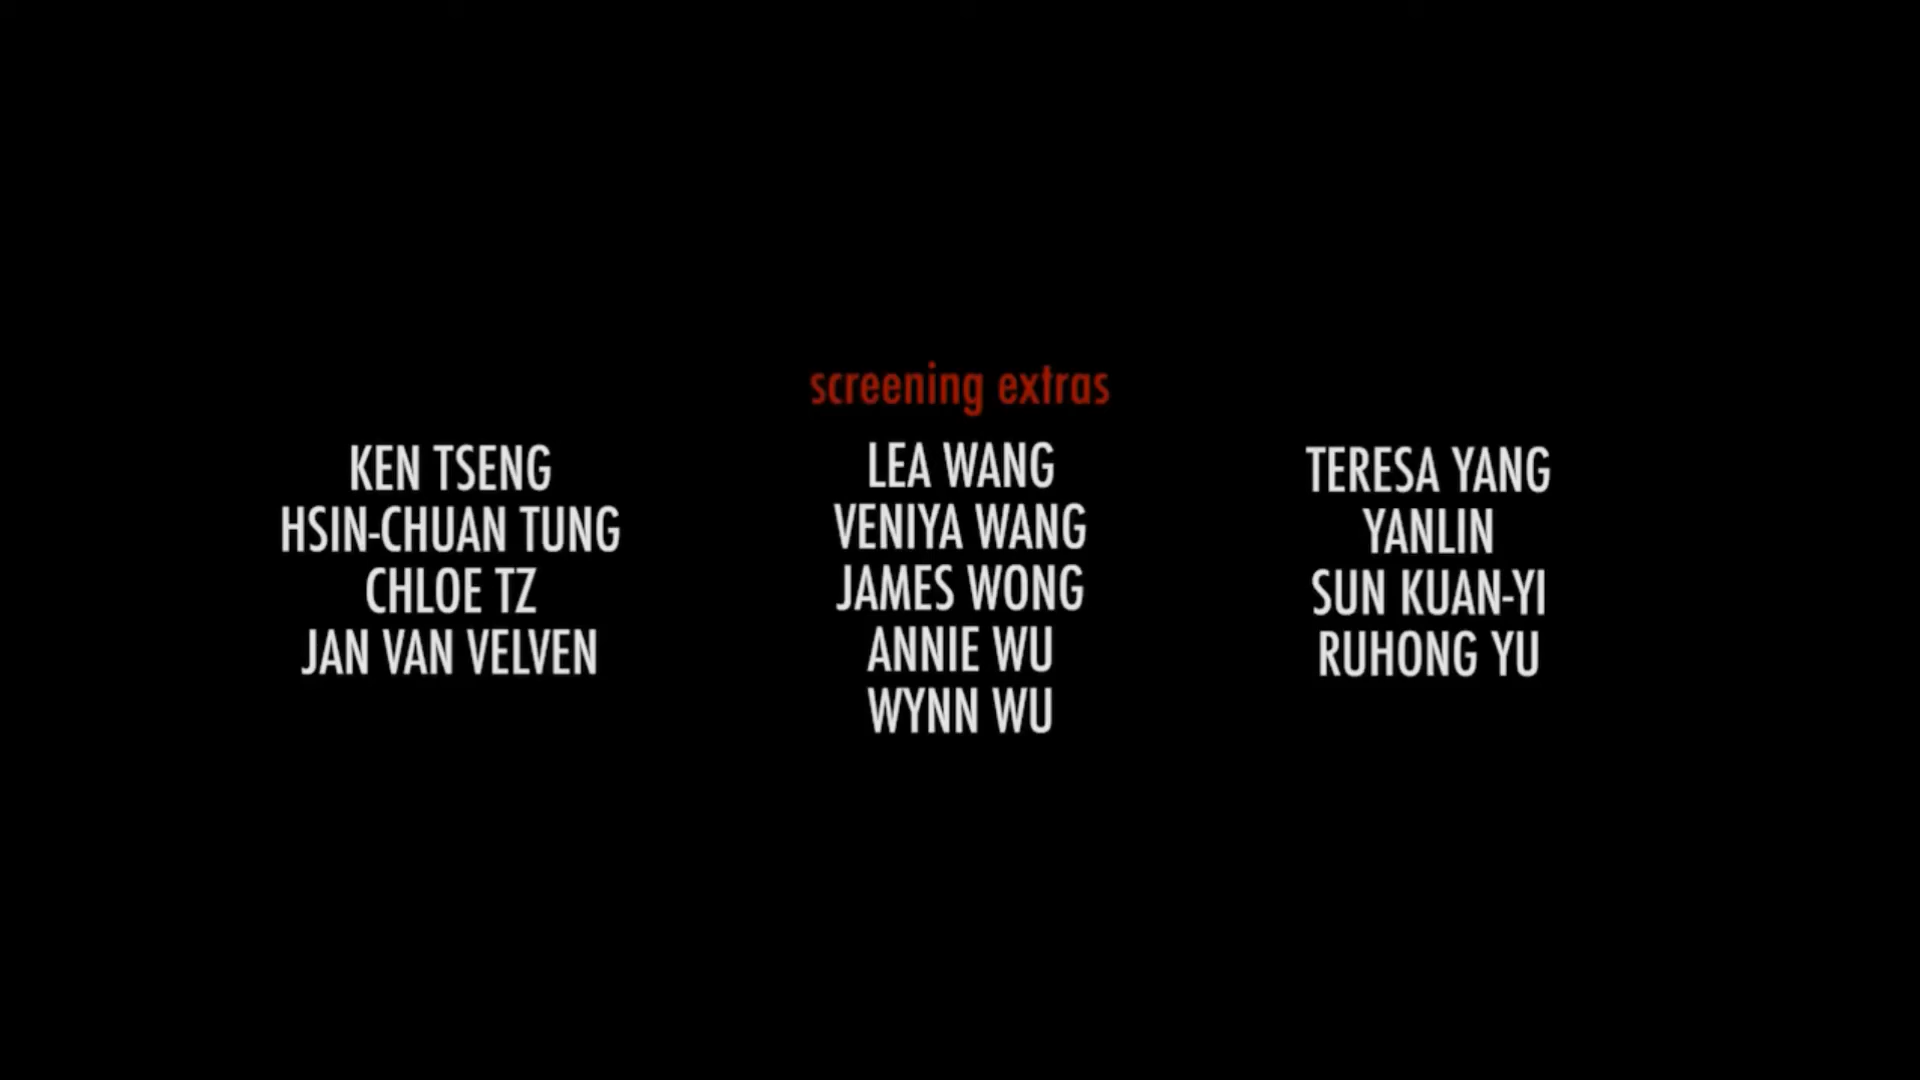 screening extras
KEN TSENG
HSIN-CHUAN TUNG
CHLOE TZ
JAN VAN VELVEN
LEA WANG
VENIYA WANG
JAMES WONG
ANNIE WU
WYNN WU
TERESA YANG
YANLIN
SUN KUAN-YI
RUHONG YU